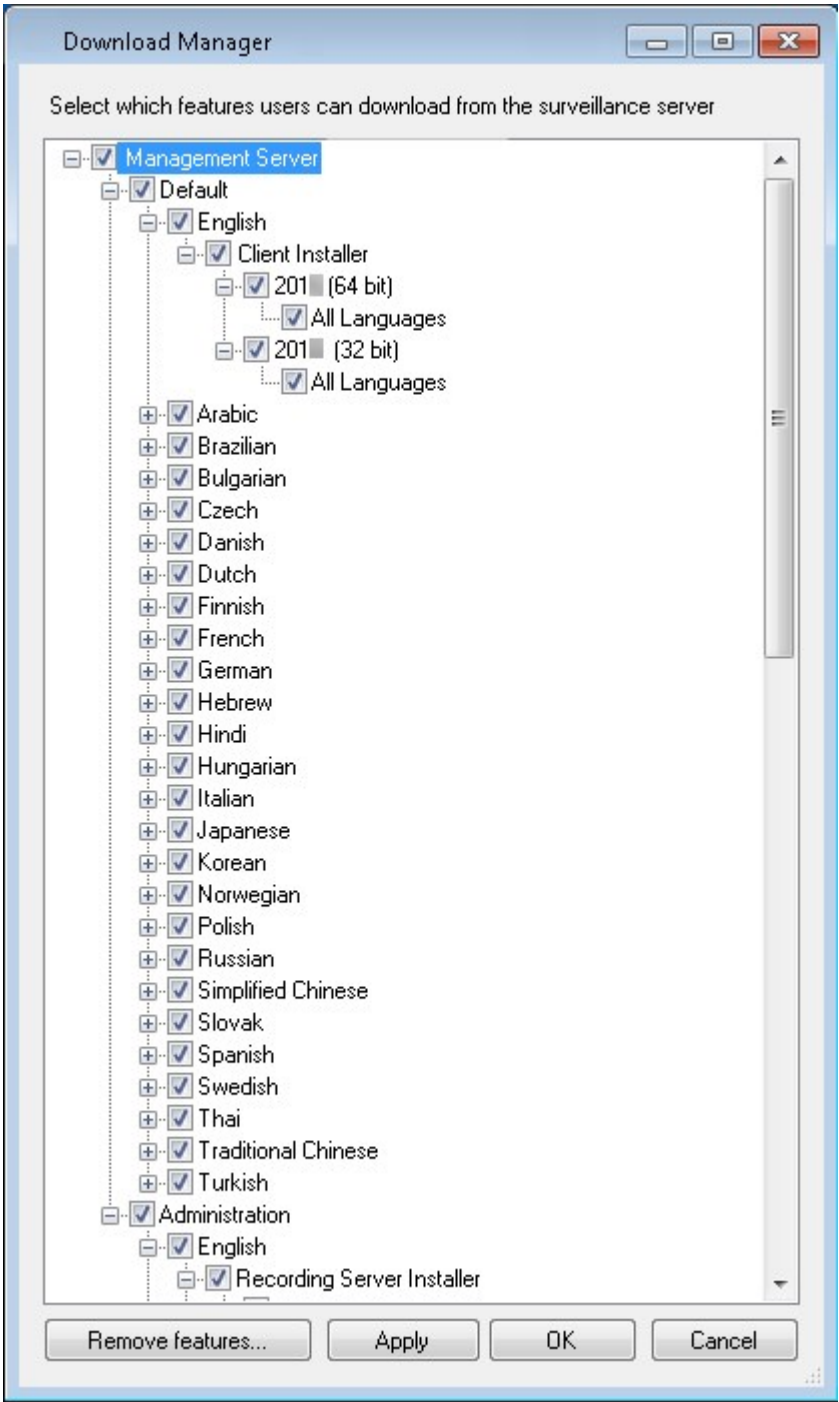 Download Manager
Select which features users can download from the surveillance server
Management Server
Default
English
Client Installer
201 (64 bit)
All Languages
201 (32 bit)
All Languages
Arabic
Brazilian
Bulgarian
Czech
Danish
Dutch
Finnish
French
German
Hebrew
Hindi
Hungarian
Italian
Japanese
Korean
Norwegian
Polish
Russian
Simplified Chinese
Slovak
Spanish
Swedish
Thai
Traditional Chinese
Turkish
Administration
English
Recording Server Installer
Remove features... Apply OK Cancel